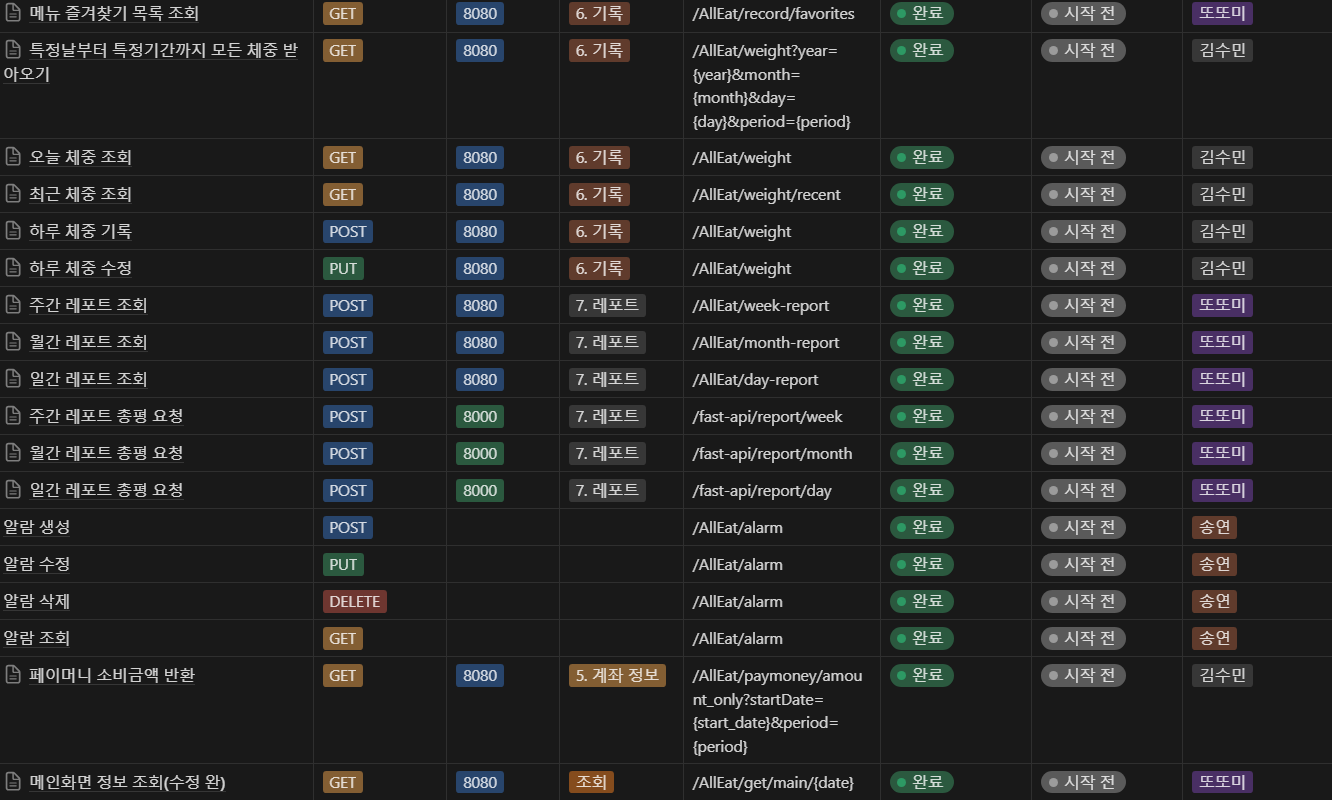 메뉴 즐겨찾기 목록 조회 GET 8080 6. 기록 /AllEat/record/favorites 완료 시작 전 또또미
특정날부터 특정기간까지 모든 체중 받 GET 8080 6. 기록 /AllEat/weight?year= 완료 시작 전 김수민
아오기 {year}&month=
{month}&day=
{day}&period={period}
오늘 체중 조회 GET 8080 6. 기록 /AllEat/weight 완료 시작 전 김수민
최근 체중 조회 GET 8080 6. 기록 /AllEat/weight/recent 완료 시작 전 김수민
하루 체중 기록 POST 8080 6. 기록 /AllEat/weight 완료 시작 전 김수민
하루 체중 수정 PUT 8080 6. 기록 /AllEat/weight 완료 시작 전 김수민
주간 레포트 조회 POST 8080 7. 레포트 /AllEat/week-report 완료 시작 전 또또미
월간 레포트 조회 POST 8080 7. 레포트 /AllEat/month-report 완료 시작 전 또또미
일간 레포트 조회 POST 8080 7. 레포트 /AllEat/day-report 완료 시작 전 또또미
주간 레포트 총평 요청 POST 8000 7. 레포트 /fast-api/report/week 완료 시작 전 또또미
월간 레포트 총평 요청 POST 8000 7. 레포트 /fast-api/report/month 완료 시작 전 또또미
일간 레포트 총평 요청 POST 8000 7. 레포트 /fast-api/report/day 완료 시작 전 또또미
알람 생성 POST /AllEat/alarm 완료 시작 전 송연
알람 수정 PUT /AllEat/alarm 완료 시작 전 송연
알람 삭제 DELETE /AllEat/alarm 완료 시작 전 송연
알람 조회 GET /AllEat/alarm 완료 시작 전 송연
페이머니 소비금액 반환 GET 8080 5. 계좌 정보 /AllEat/paymoney/amou 완료 시작 전 김수민
nt_only?startDate=
{start_date}&period=
{period}
메인화면 정보 조회(수정 완) GET 8080 조회 /AllEat/get/main/{date} 완료 시작 전 또또미